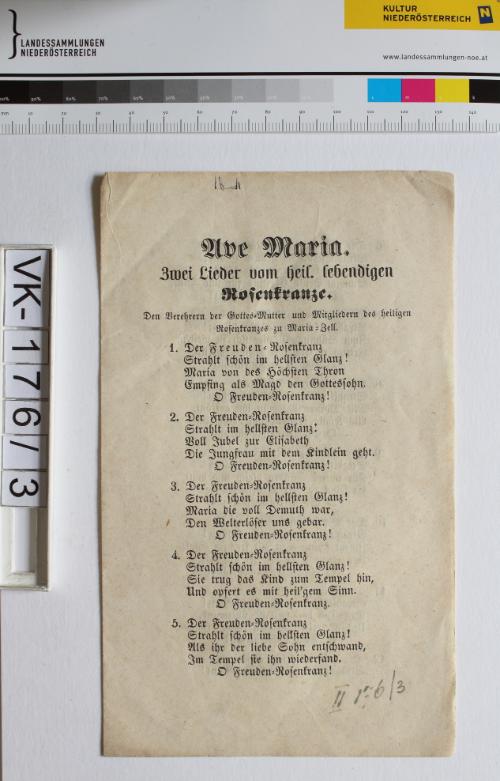 LANDESSAMMLUNGEN
NIEDERÖSTERREICH
KULTUR
NIEDERÖSTERREICH
www.landessammlungen-noe.at
VK-1767/3
Ave Maria.
Zwei Lieder vom heil. lebendigen
Rosenkranze.
Den Verehrern der Gottes-Mutter und Mitgliedern des heiligen
Rosenkranzes zu Maria-Zell.
1. Der Freuden-Rosenkranz
Strahlt schön im hellsten Glanz!
Maria von des Höchsten Thron
Empfing als Magd den Gottessohn.
O Freuden-Rosenkranz!
2. Der Freuden-Rosenkranz
Strahlt im hellsten Glanz!
Voll Jubel zur Elisabeth
Die Jungfrau mit dem Kindlein geht.
O Freuden-Rosenkranz!
3. Der Freuden-Rosenkranz
Strahlt schön im hellsten Glanz!
Maria die voll Demuth war,
Den Welterlöser uns gebar.
O Freuden-Rosenkranz!
4. Der Freuden-Rosenkranz
Strahlt schön im hellsten Glanz!
Sie trug das Kind zum Tempel hin,
Und opfert es mit heil'gem Sinn.
O Freuden-Rosenkranz.
5. Der Freuden-Rosenkranz
Strahlt schön im hellsten Glanz!
Als ihr der liebe Sohn entschwand,
Im Tempel sie ihn wiederfand.
O Freuden-Rosenkranz!